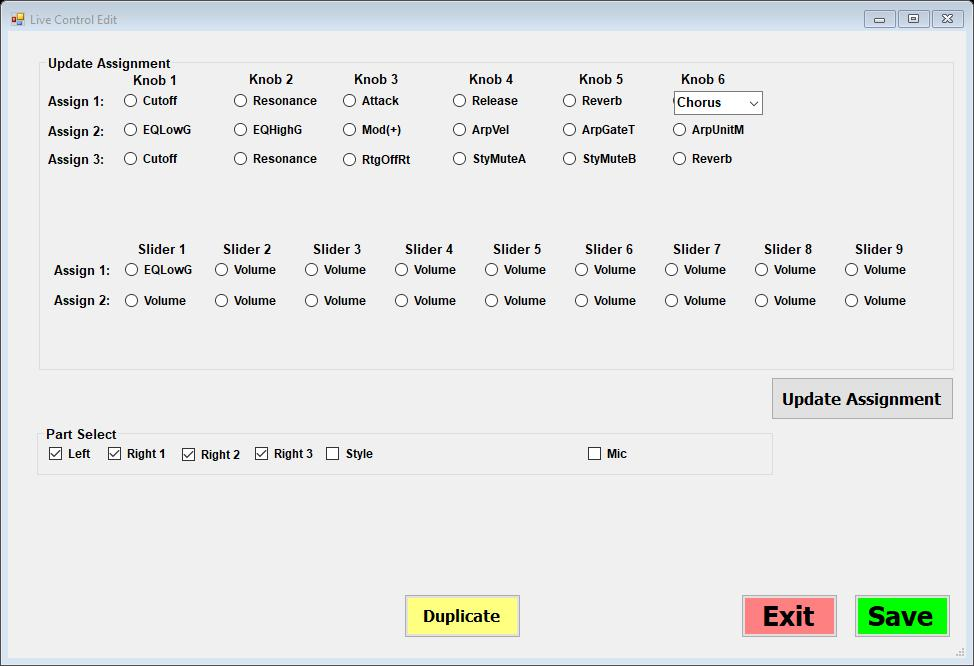 Live Control Edit
Update Assignment
Knob 1 Knob 2 Knob 3 Knob 4 Knob 5 Knob 6
Assign 1: Cutoff Resonance Attack Release Reverb Chorus
Assign 2: EQLowG EQHighG Mod(+) ArpVel ArpGateT ArpUnitM
Assign 3: Cutoff Resonance RtgOffRt StyMuteA StyMuteB Reverb
Slider 1 Slider 2 Slider 3 Slider 4 Slider 5 Slider 6 Slider 7 Slider 8 Slider 9
Assign 1: EQLowG Volume Volume Volume Volume Volume Volume Volume Volume
Assign 2: Volume Volume Volume Volume Volume Volume Volume Volume Volume
Update Assignment
Part Select
Left Right 1 Right 2 Right 3 Style Mic
Duplicate Exit Save